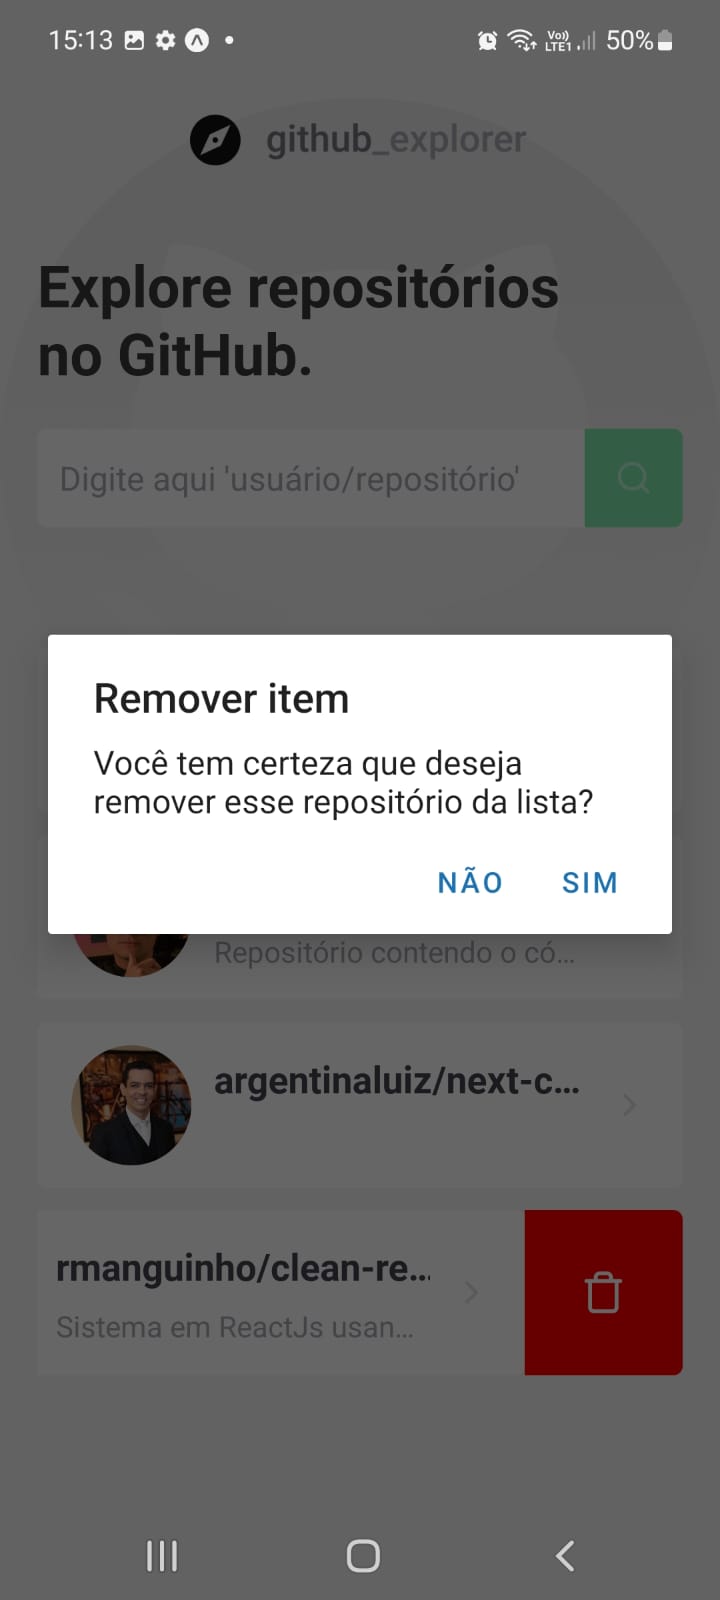 15:13
Vo)) LTE1 50%
github_explorer
Explore repositórios
no GitHub.
Digite aqui 'usuário/repositório'
Remover item
Você tem certeza que deseja
remover esse repositório da lista?
NÃO SIM
Repositório contendo o có...
argentinaluiz/next-c...
rmanguinho/clean-re...
Sistema em ReactJs usan...